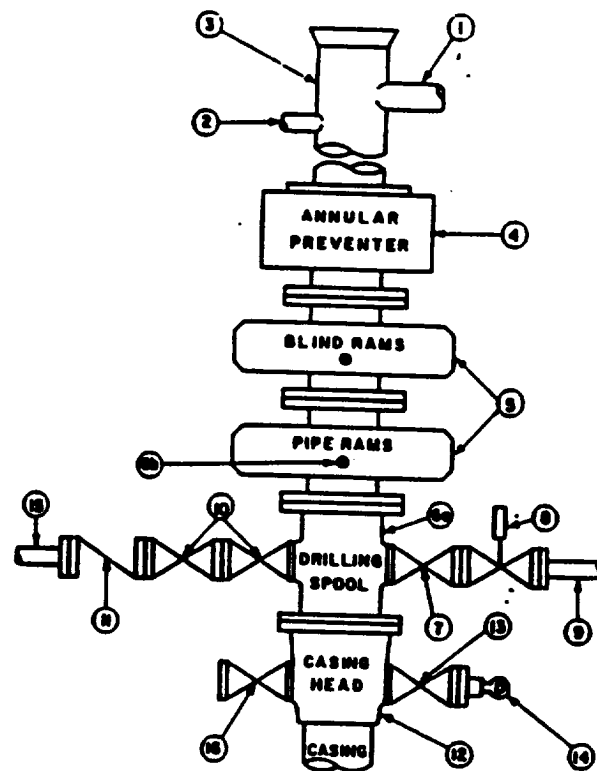 3
1
2
ANNULAR
PREVENTER
4
BLIND RAMS
5
PIPE RAMS
15
10
8
DRILLING
SPOOL
11
7
13
9
CASING
HEAD
16
12
14
CASING